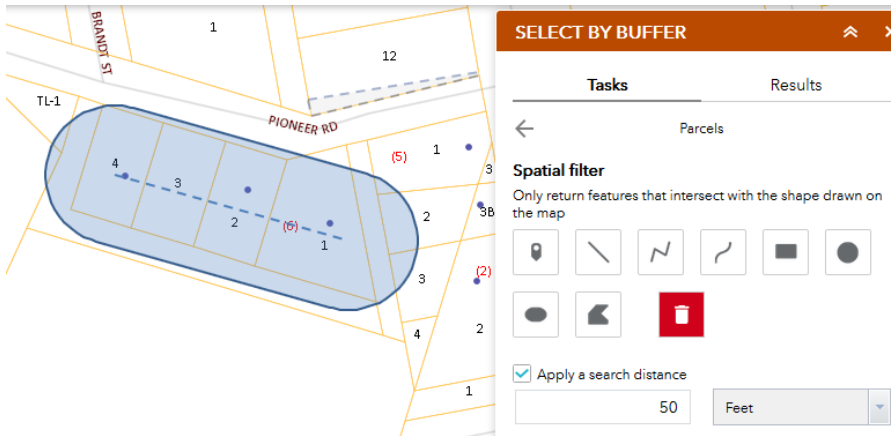 BRANDT ST
1
12
TL-1
PIONEER RD
4
3
2
(6)
1
(5)
1
3
2
3B
3
(2)
4
2
1
SELECT BY BUFFER
Tasks
Results
Parcels
Spatial filter
Only return features that intersect with the shape drawn on
the map
Apply a search distance
50
Feet